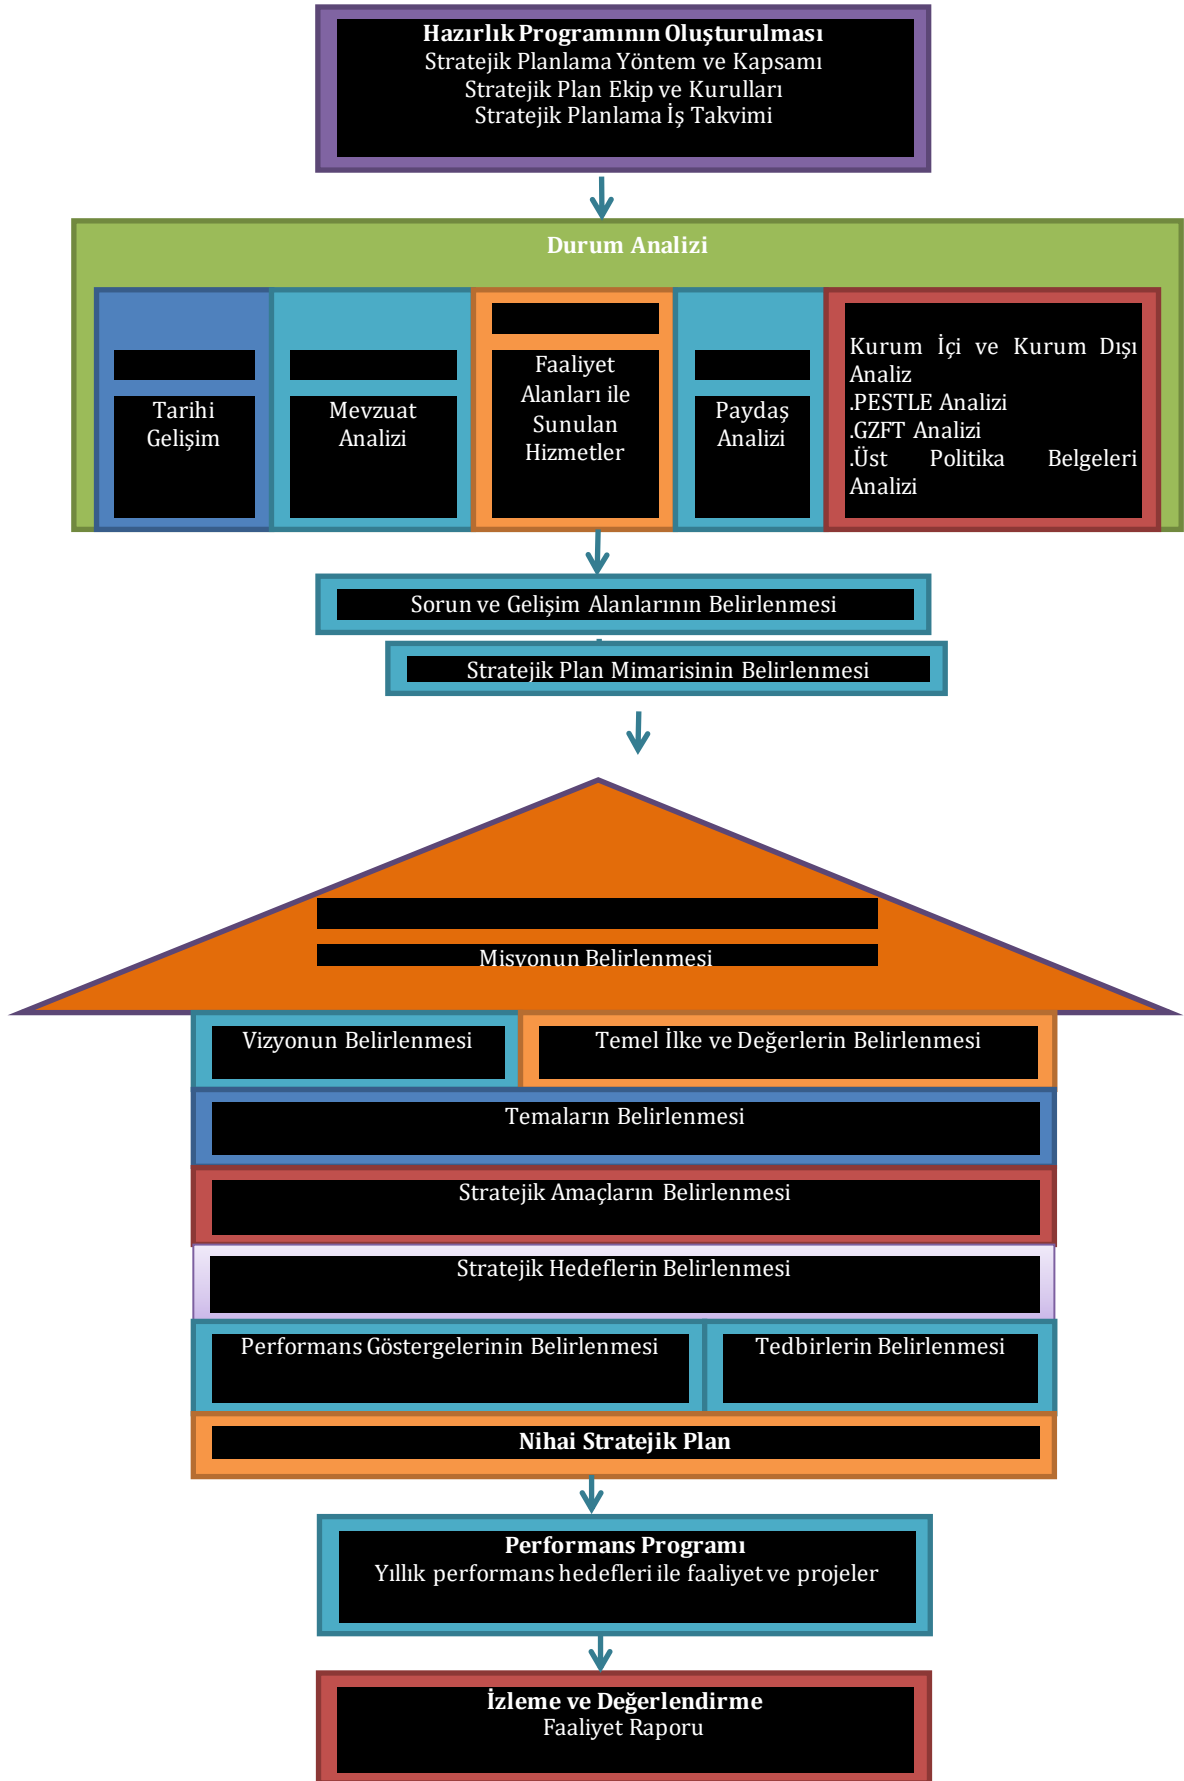 Hazırlık Programının Oluşturulması
Stratejik Planlama Yöntem ve Kapsamı
Stratejik Plan Ekip ve Kurulları
Stratejik Planlama İş Takvimi
Durum Analizi
Tarihi
Gelişim
Mevzuat
Analizi
Faaliyet
Alanları ile
Sunulan
Hizmetler
Paydaş
Analizi
Kurum İçi ve Kurum Dışı
Analiz
.PESTLE Analizi
.GZFT Analizi
.Üst Politika Belgeleri
Analizi
Sorun ve Gelişim Alanlarının Belirlenmesi
Stratejik Plan Mimarisinin Belirlenmesi
Misyonun Belirlenmesi
Vizyonun Belirlenmesi
Temel İlke ve Değerlerin Belirlenmesi
Temaların Belirlenmesi
Stratejik Amaçların Belirlenmesi
Stratejik Hedeflerin Belirlenmesi
Performans Göstergelerinin Belirlenmesi
Tedbirlerin Belirlenmesi
Nihai Stratejik Plan
Performans Programı
Yıllık performans hedefleri ile faaliyet ve projeler
İzleme ve Değerlendirme
Faaliyet Raporu